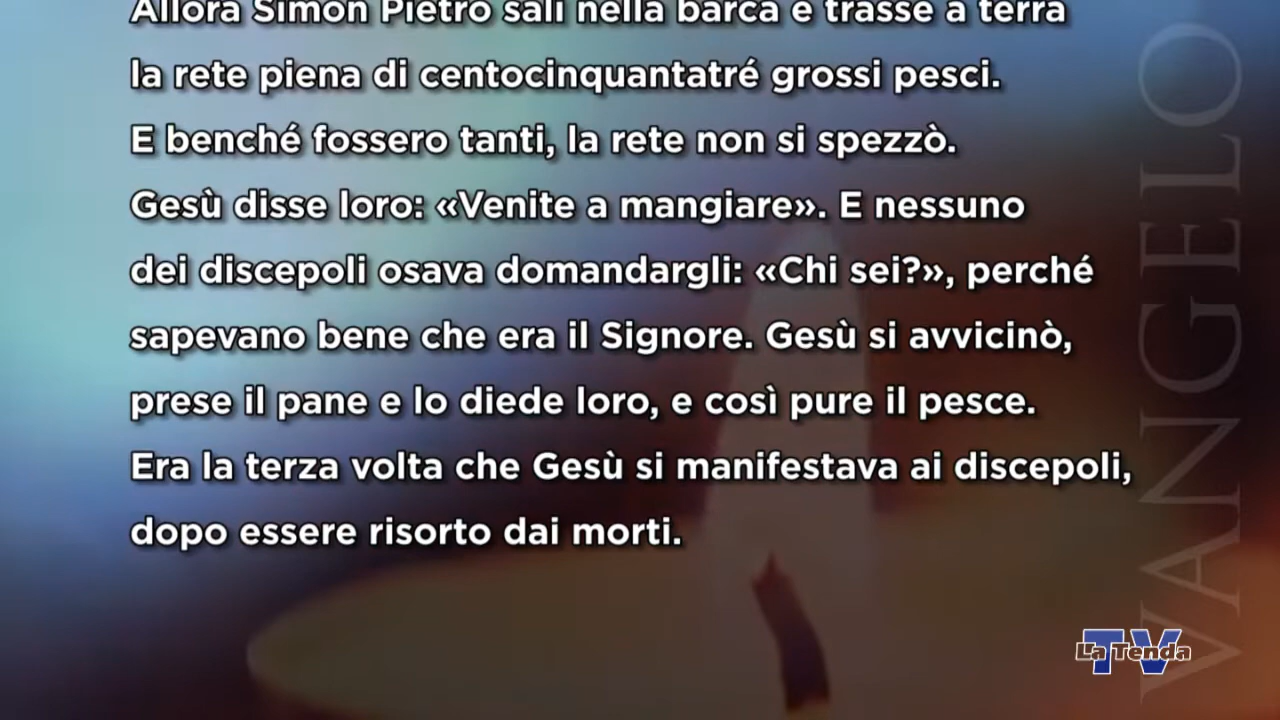 Allora Simon Pietro salì nella barca e trasse a terra
la rete piena di centocinquantatré grossi pesci.
E benché fossero tanti, la rete non si spezzò.
Gesù disse loro: «Venite a mangiare». E nessuno
dei discepoli osava domandargli: «Chi sei?», perché
sapevano bene che era il Signore. Gesù si avvicinò,
prese il pane e lo diede loro, e così pure il pesce.
Era la terza volta che Gesù si manifestava ai discepoli,
dopo essere risorto dai morti.
VANGELO
La Tenda TV